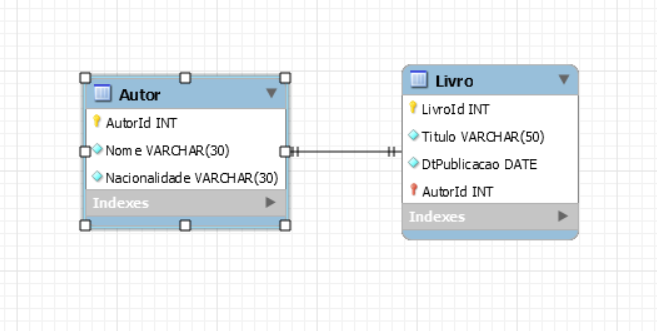 Autor
AutorId INT
Nome VARCHAR(30)
Nacionalidade VARCHAR(30)
Indexes
Livro
LivroId INT
Titulo VARCHAR(50)
DtPublicacao DATE
AutorId INT
Indexes